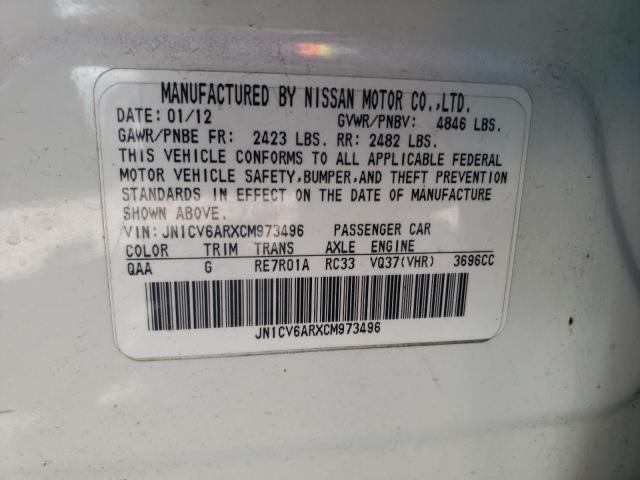 MANUFACTURED BY NISSAN MOTOR CO.,LTD.
DATE: 01/12 GVWR/PNBV: 4846 LBS.
GAWR/PNBE FR: 2423 LBS. RR: 2482 LBS.
THIS VEHICLE CONFORMS TO ALL APPLICABLE FEDERAL
MOTOR VEHICLE SAFETY,BUMPER,AND THEFT PREVENTION
STANDARDS IN EFFECT ON THE DATE OF MANUFACTURE
SHOWN ABOVE.
VIN: JN1CV6ARXCM973496 PASSENGER CAR
COLOR TRIM TRANS AXLE ENGINE
QAA G RE7R01A RC33 VQ37(VHR) 3696CC
JN1CV6ARXCM973496